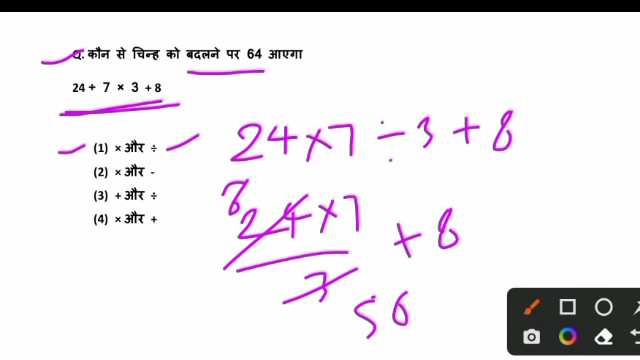 Q. कौन से चिन्ह को बदलने पर 64 आएगा
24 ÷ 7 × 3 + 8
(1) × और ÷
(2) × और -
(3) + और ÷
(4) × और +
24 × 7 ÷ 3 + 8
8
24 × 7 + 8
3
56